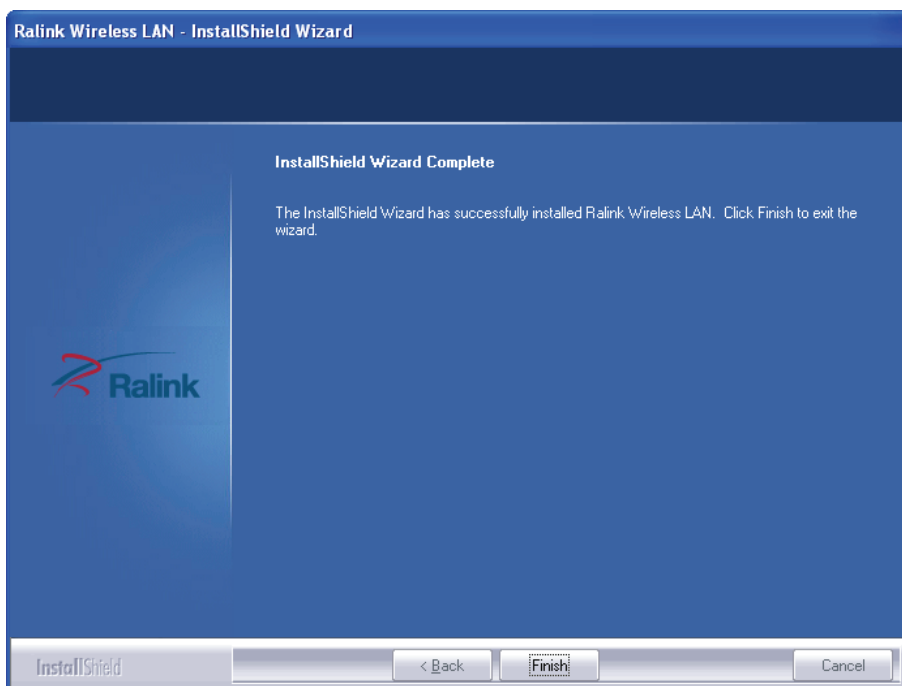 Ralink Wireless LAN - InstallShield Wizard
InstallShield Wizard Complete
The InstallShield Wizard has successfully installed Ralink Wireless LAN. Click Finish to exit the
wizard.
Ralink
InstallShield
< Back
Finish
Cancel